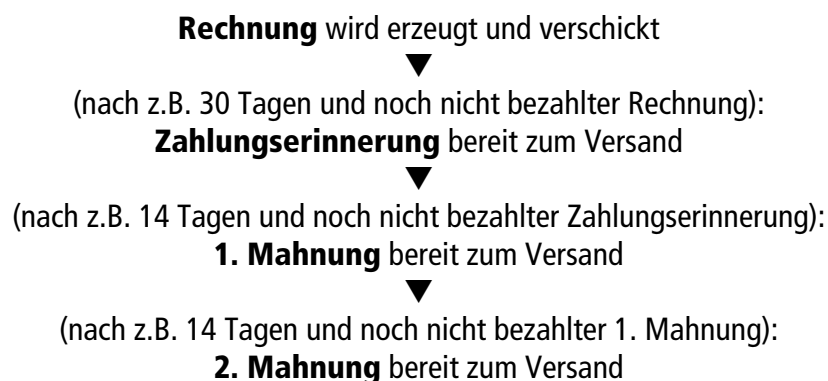 Rechnung wird erzeugt und verschickt
(nach z.B. 30 Tagen und noch nicht bezahlter Rechnung):
Zahlungserinnerung bereit zum Versand
(nach z.B. 14 Tagen und noch nicht bezahlter Zahlungserinnerung):
1. Mahnung bereit zum Versand
(nach z.B. 14 Tagen und noch nicht bezahlter 1. Mahnung):
2. Mahnung bereit zum Versand